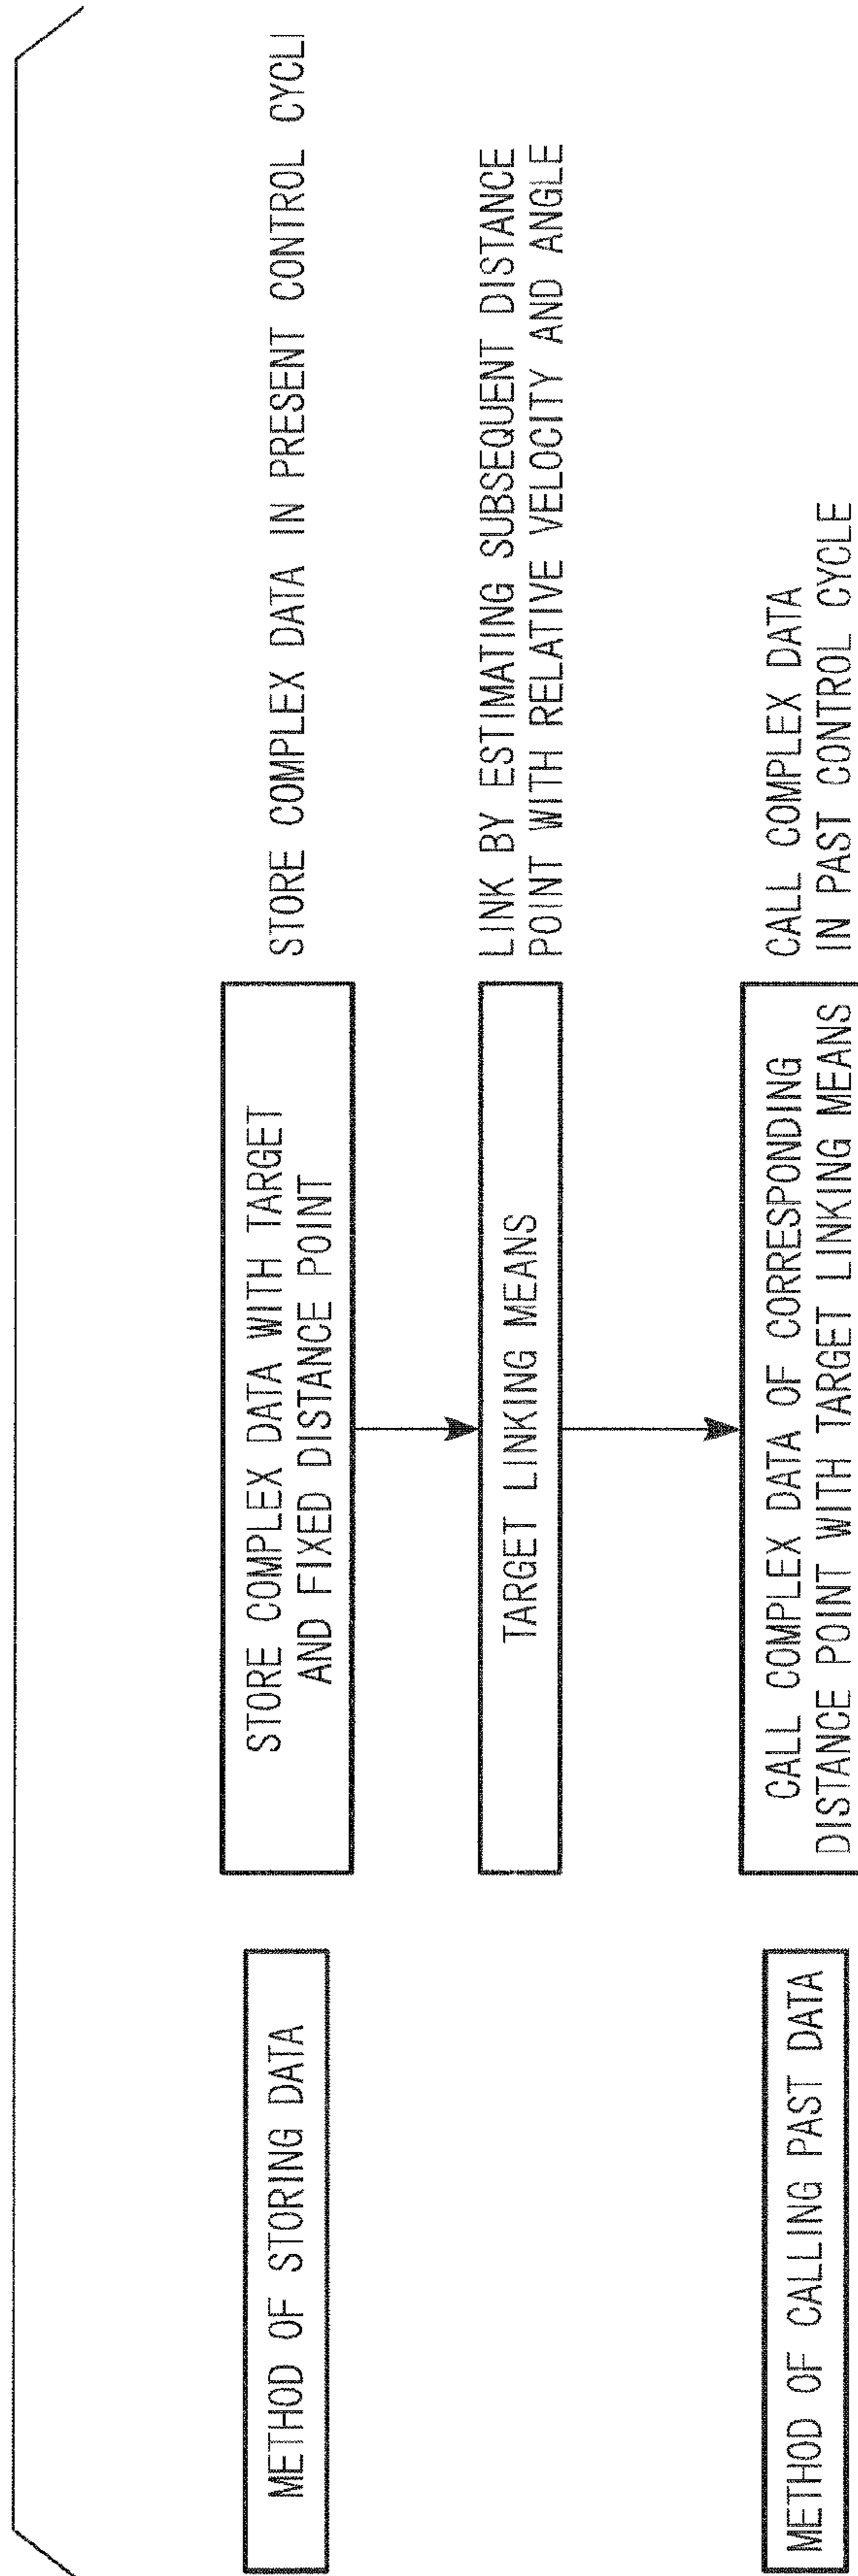 METHOD OF STORING DATA
STORE COMPLEX DATA WITH TARGET
AND FIXED DISTANCE POINT
STORE COMPLEX DATA IN PRESENT CONTROL
TARGET LINKING MEANS
LINK BY ESTIMATING SUBSEQUENT DISTANCE
POINT WITH RELATIVE VELOCITY AND ANGLE
METHOD OF CALLING PAST DATA
CALL COMPLEX DATA OF CORRESPONDING
DISTANCE POINT WITH TARGET LINKING MEANS
CALL COMPLEX DATA
IN PAST CONTROL CYCLE